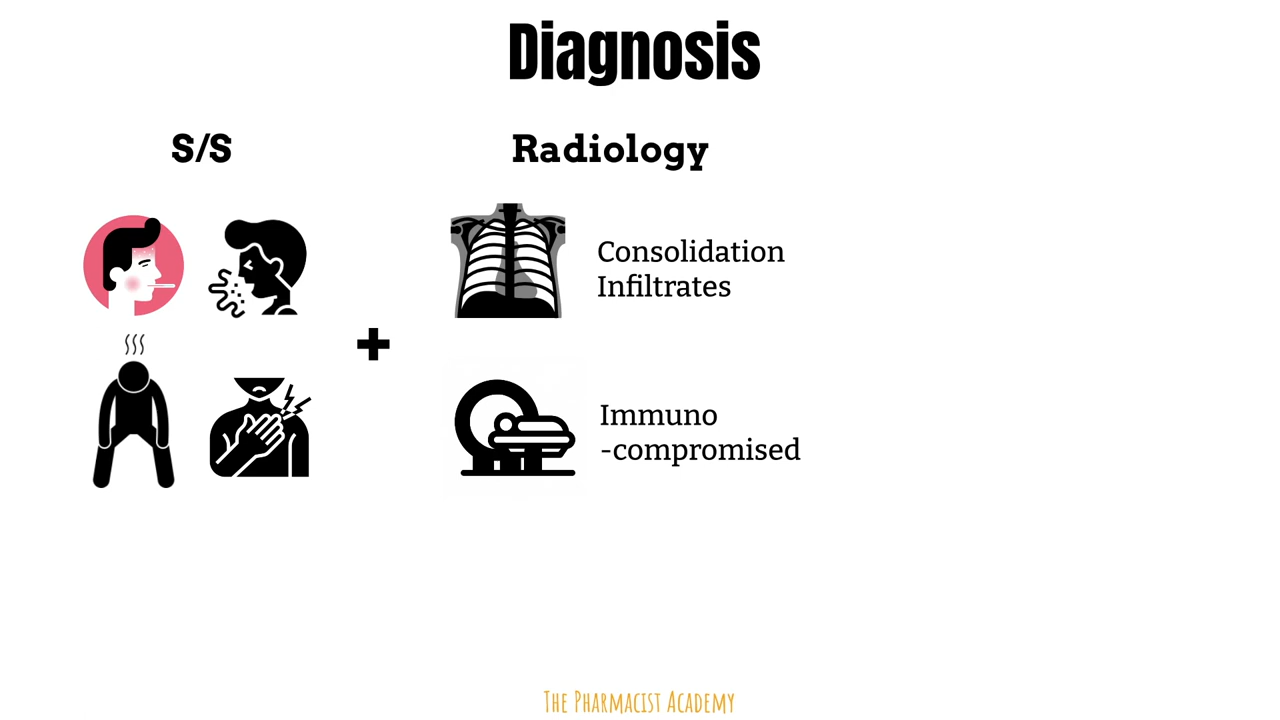 Diagnosis
S/S
Radiology
Consolidation
Infiltrates
Immuno
-compromised
The Pharmacist Academy